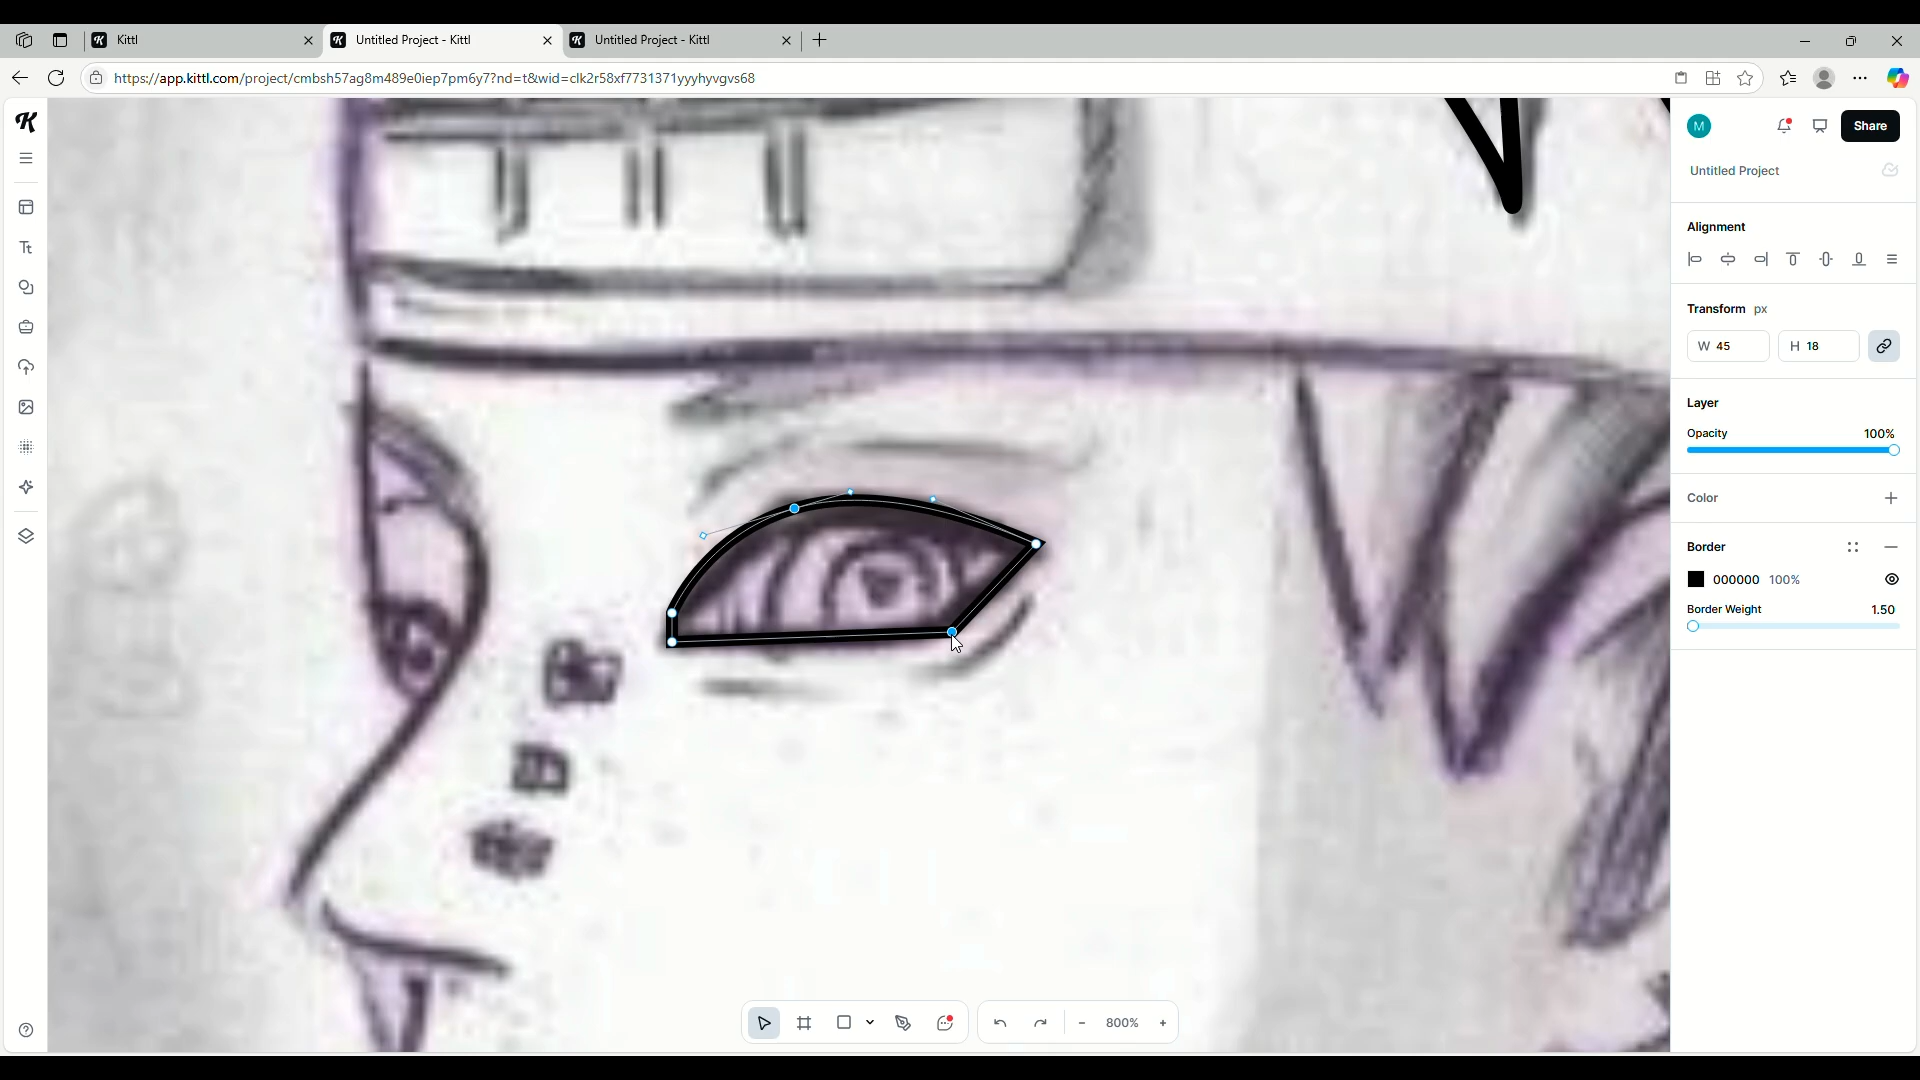 Kittl
Untitled Project - Kittl
Untitled Project - Kittl
https://app.kittl.com/project/cmbsh57ag8m489e0iep7pm6y7?nd=t&wid=clk2r58xf7731371yyyhyvgvs68
K
M
Share
Untitled Project
Alignment
Transform px
W 45
H 18
Layer
Opacity 100%
Color
Border
000000 100%
Border Weight 1.50
Tt
- 800% +